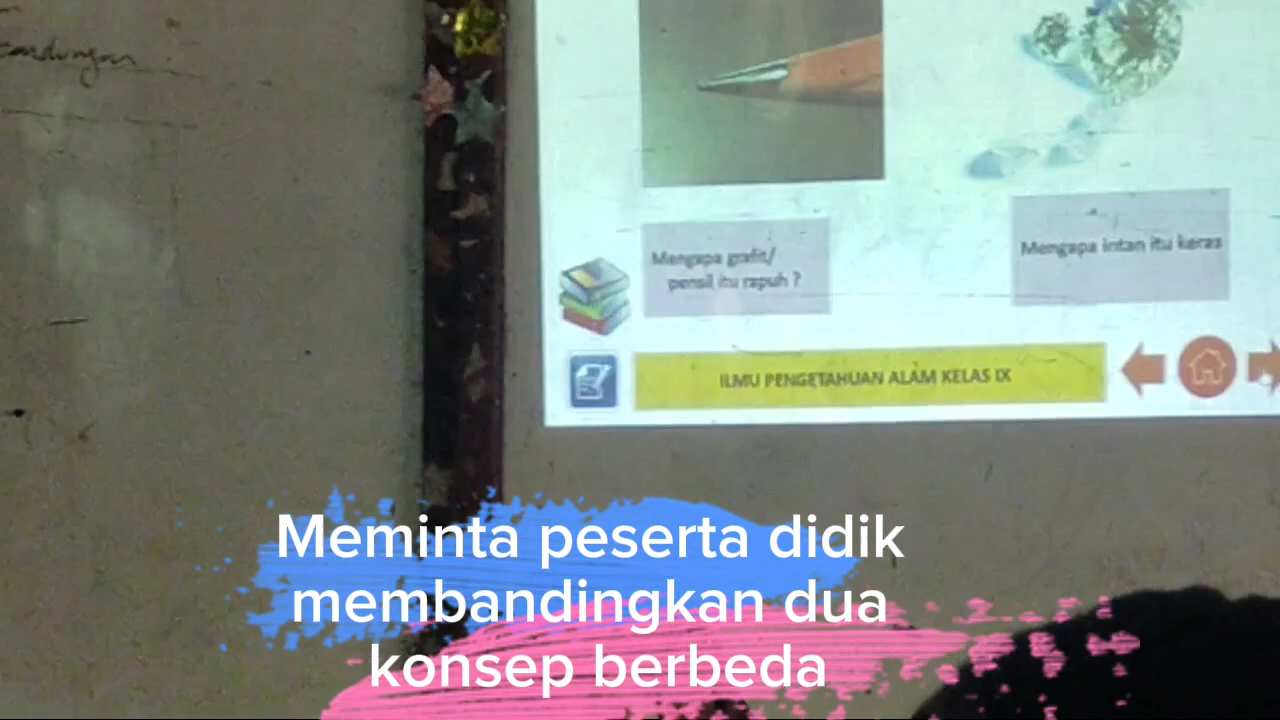 Mengapa grafit/
pensil itu rapuh ?
Mengapa intan itu keras
ILMU PENGETAHUAN ALAM KELAS IX
Meminta peserta didik
membandingkan dua
konsep berbeda